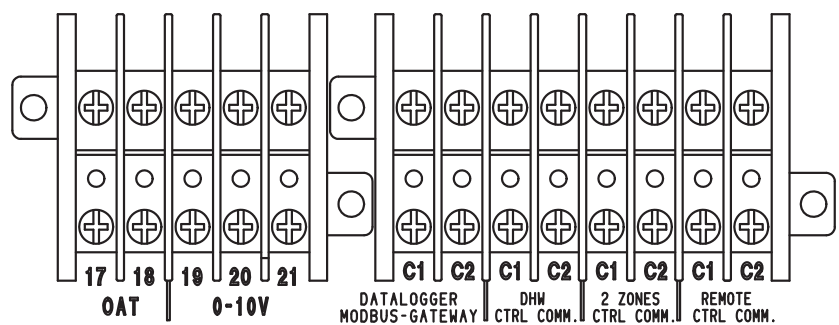 17 18 19 20 21 C1 C2 C1 C2 C1 C2 C1 C2
OAT 0-10V
DATALOGGER DHW 2 ZONES REMOTE
MODBUS-GATEWAY CTRL COMM. CTRL COMM. CTRL COMM.